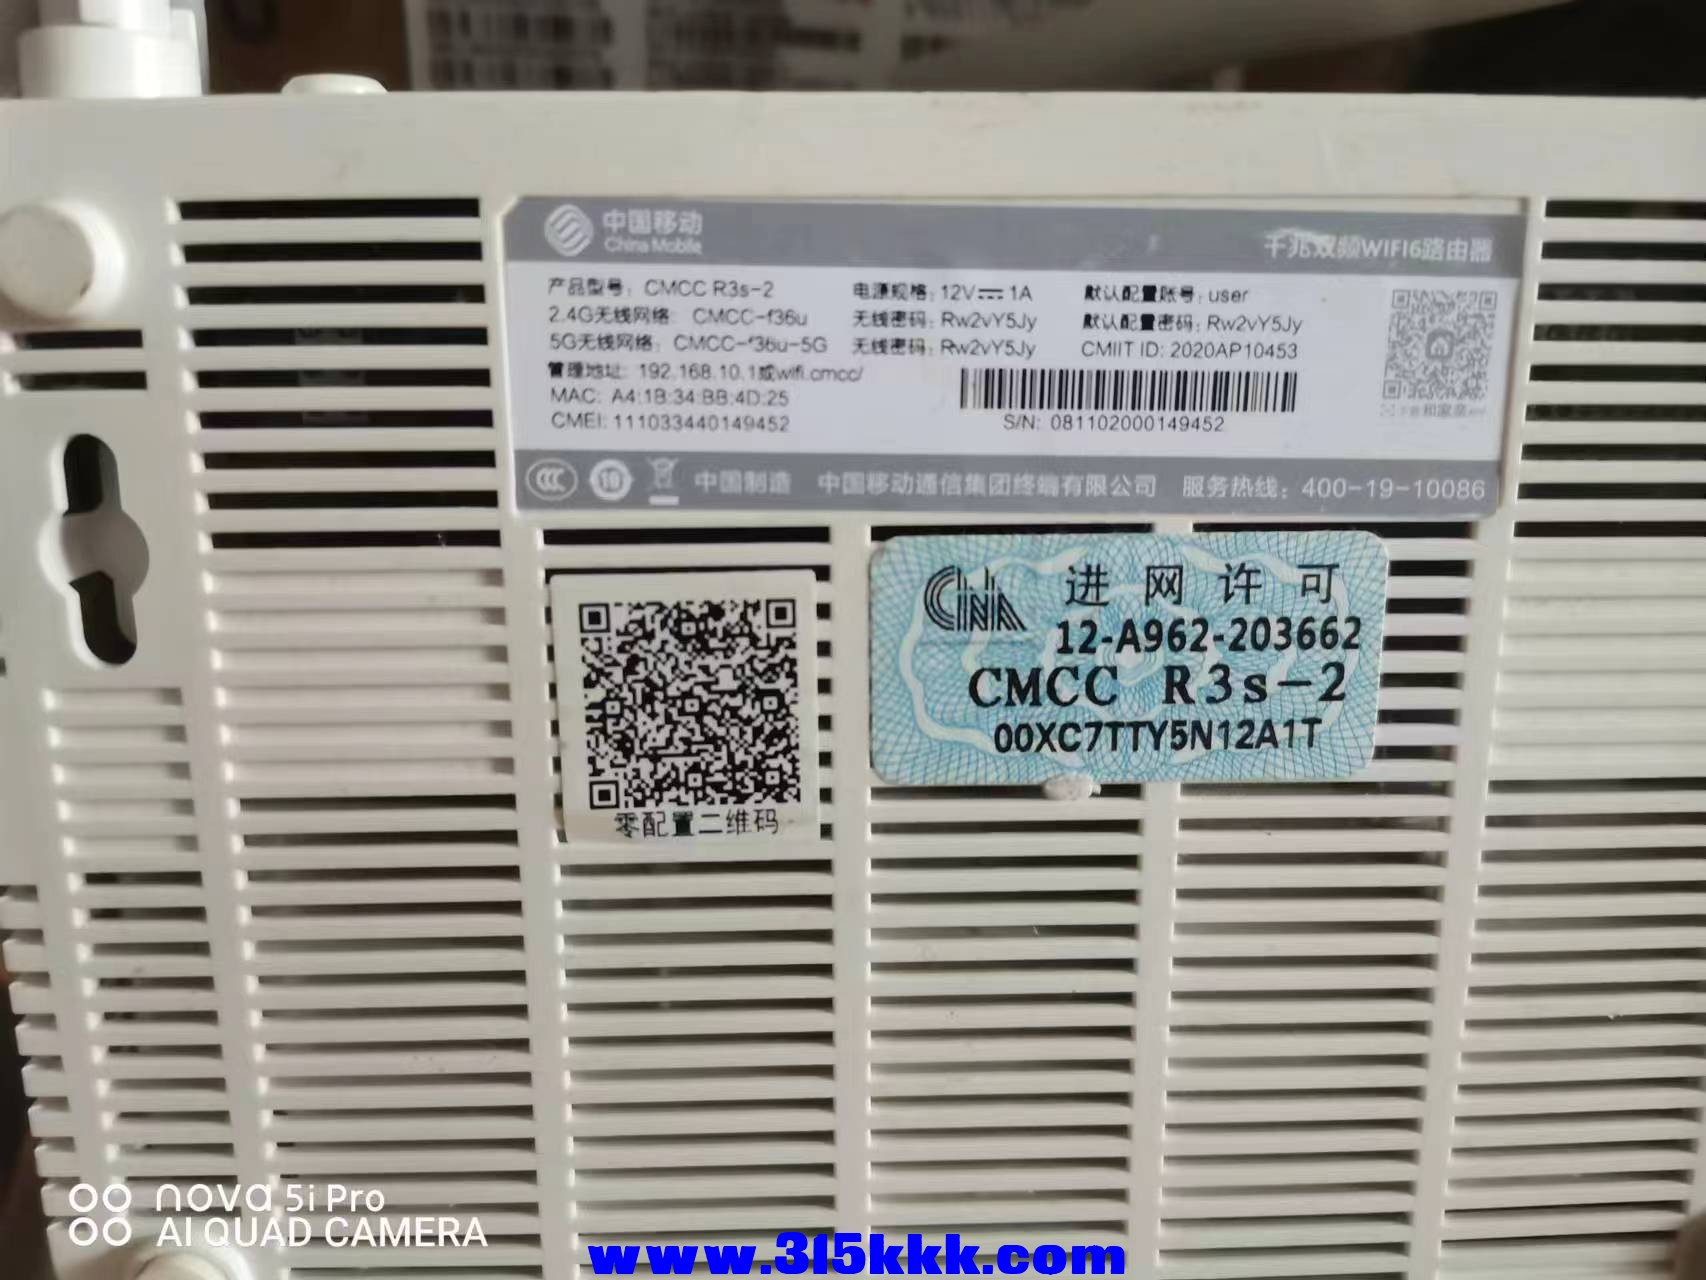 中国移动
China Mobile
千兆双频WIFI6路由器
产品型号: CMCC R3s-2
电源规格: 12V 1A
默认配置账号: user
2.4G无线网络: CMCC-f36u
无线密码: Rw2vY5Jy
默认配置密码: Rw2vY5Jy
5G无线网络: CMCC-f36u-5G
无线密码: Rw2vY5Jy
CMIIT ID: 2020AP10453
管理地址: 192.168.10.1或wifi.cmcc/
MAC: A4:1B:34:BB:4D:25
CMEI: 111033440149452
S/N: 081102000149452
和家亲
CCC
10
中国制造
中国移动通信集团终端有限公司
服务热线: 400-19-10086
零配置二维码
CINA
进网许可
12-A962-203662
CMCC R3s-2
00XC7TTY5N12A1T
nova 5i Pro
AI QUAD CAMERA
www.315kkk.com